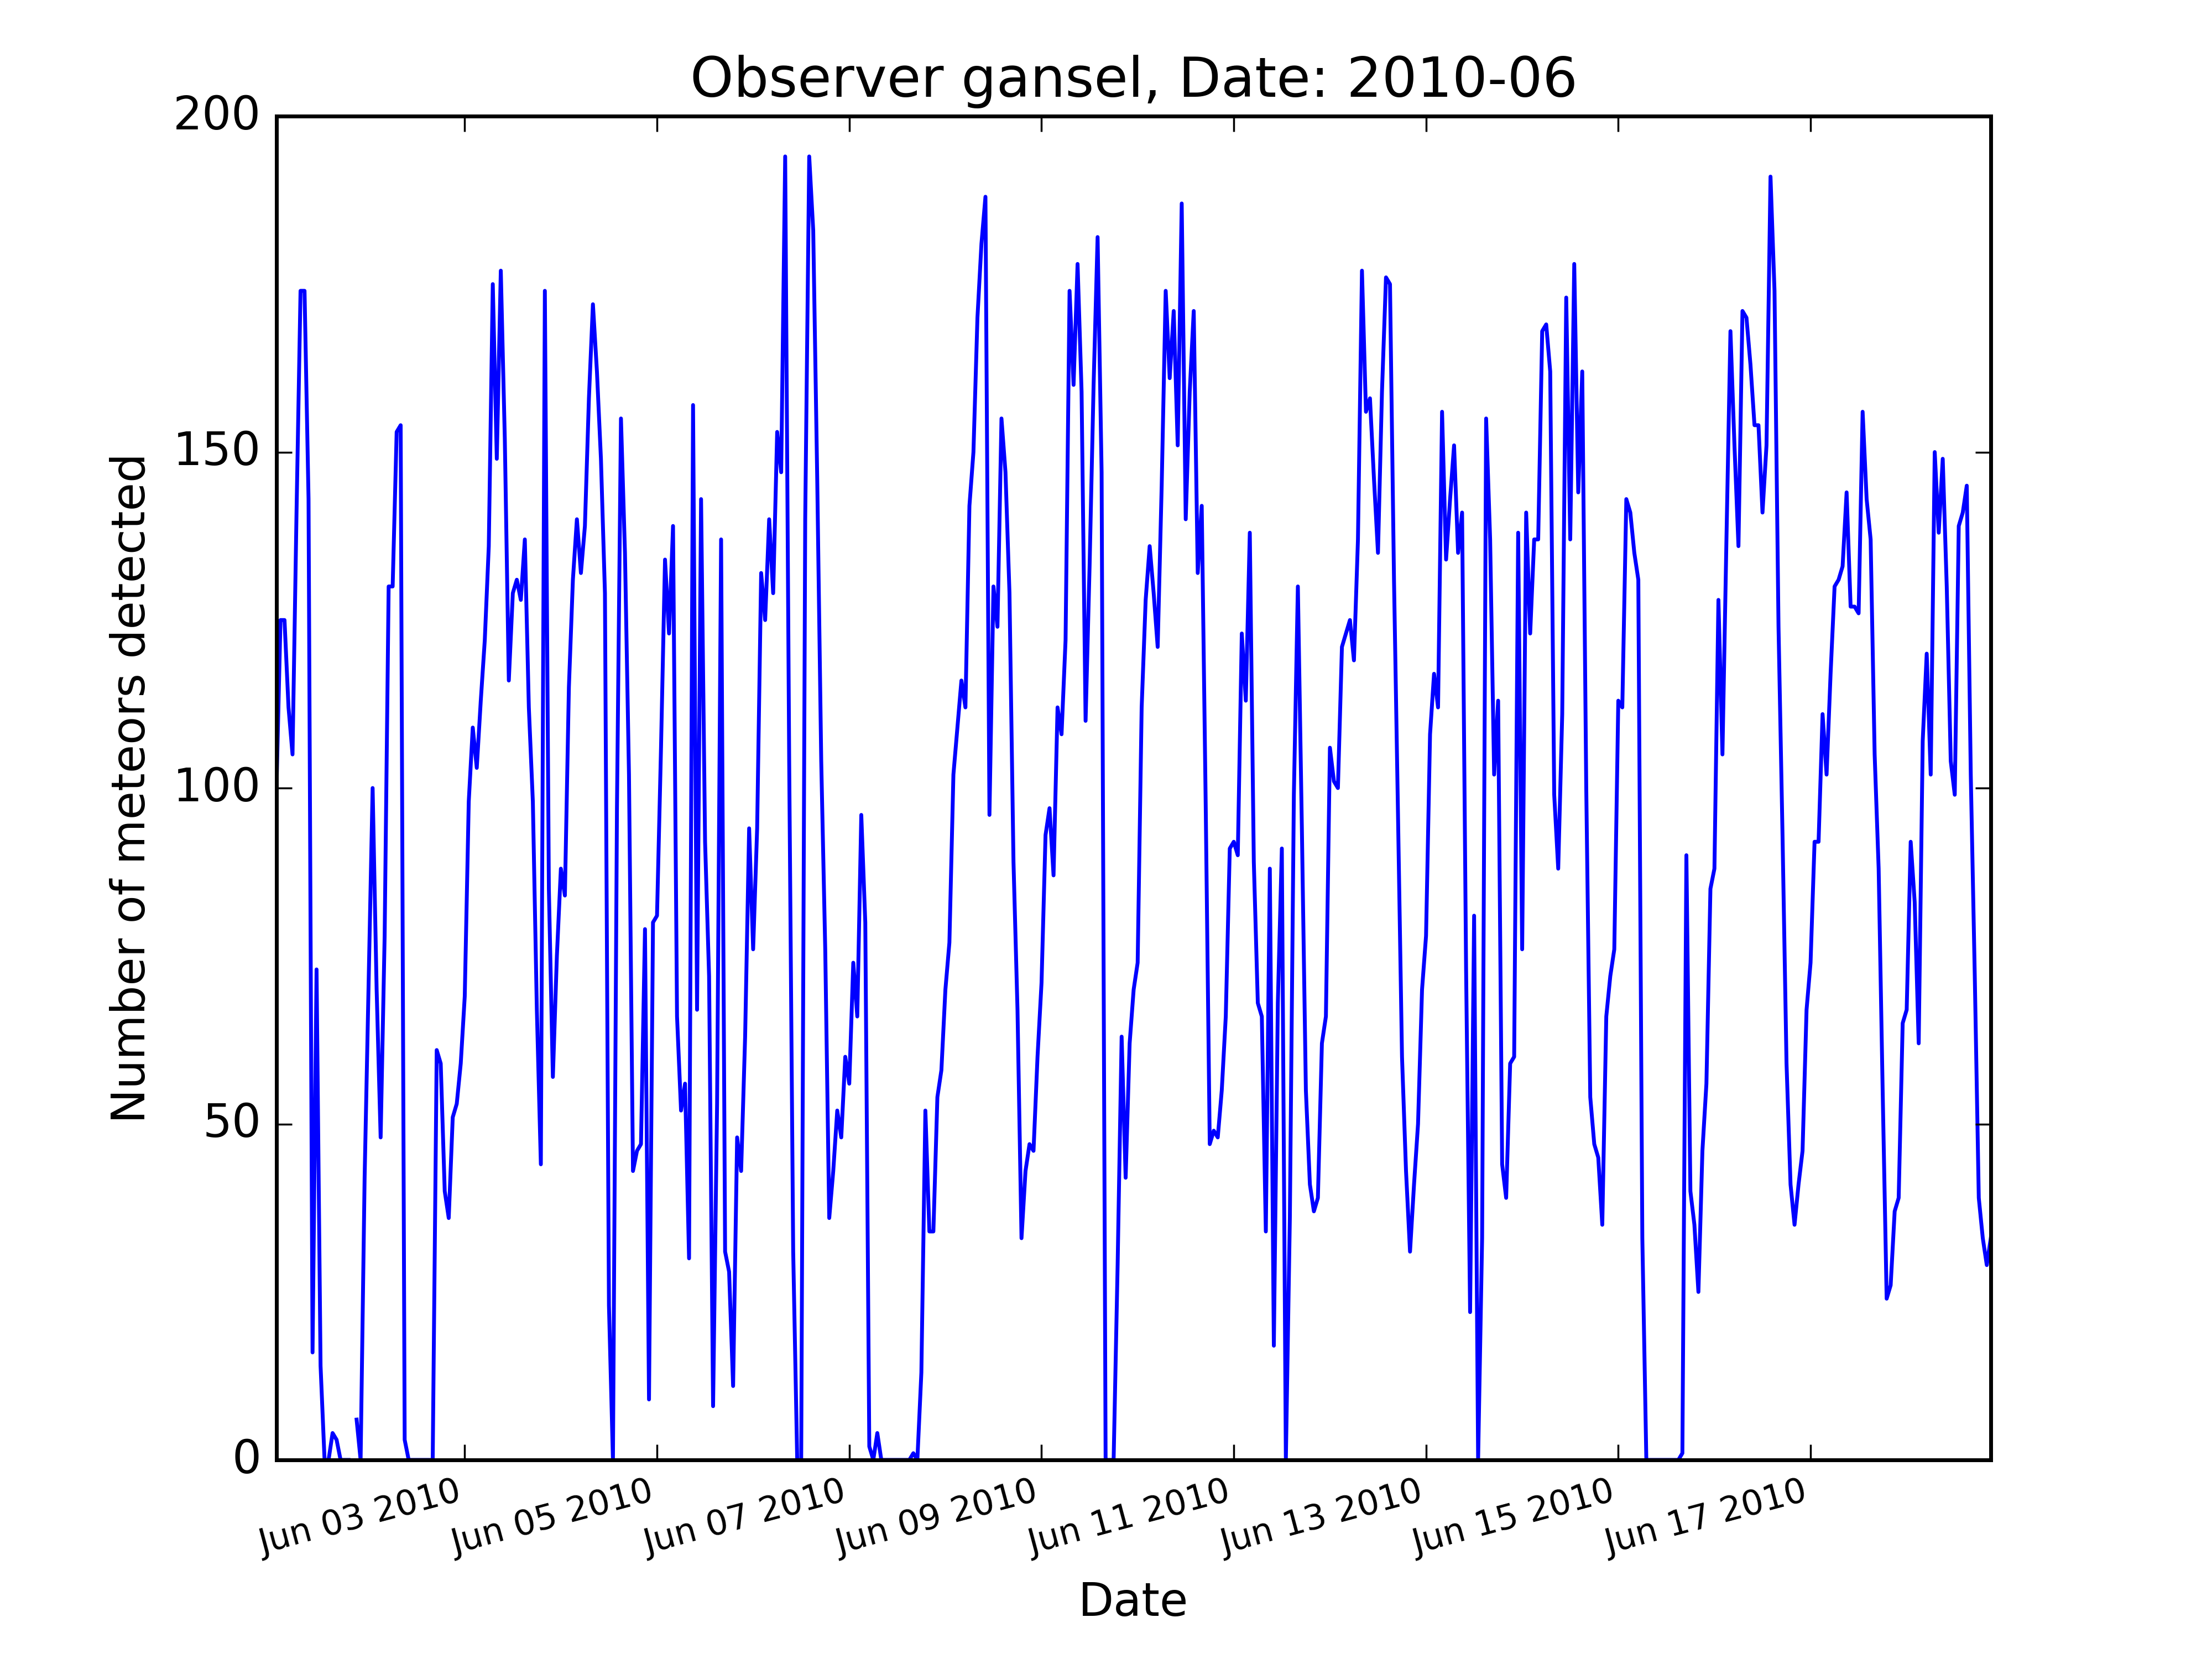 Observer gansel, Date: 2010-06
200
150
100
50
0
Number of meteors detected
Jun 03 2010
Jun 05 2010
Jun 07 2010
Jun 09 2010
Jun 11 2010
Jun 13 2010
Jun 15 2010
Jun 17 2010
Date